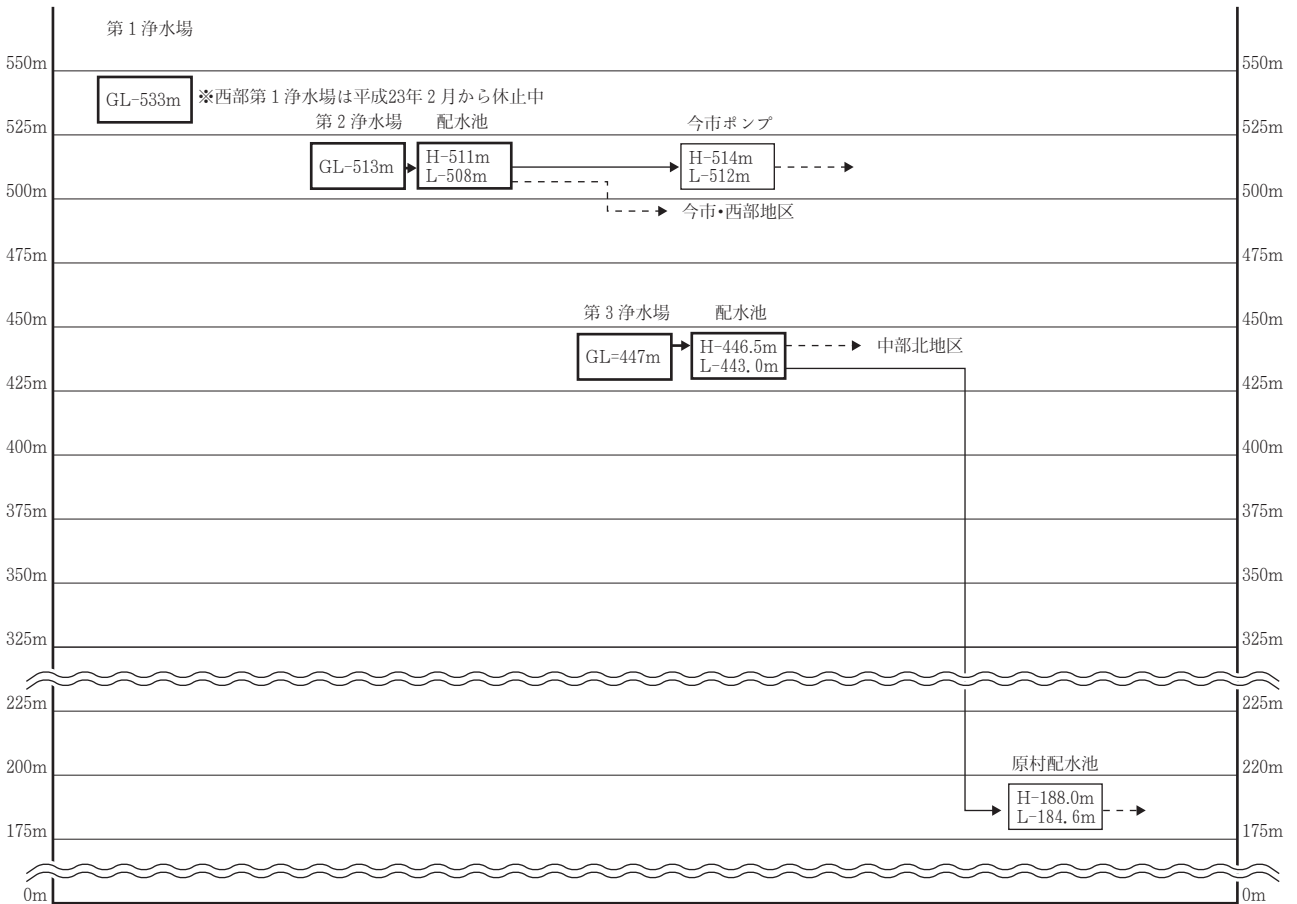 第1浄水場
550m
550m
GL-533m
※西部第1浄水場は平成23年2月から休止中
第2浄水場
配水池
今市ポンプ
525m
525m
GL-513m
H-511m
L-508m
H-514m
L-512m
500m
500m
今市・西部地区
475m
475m
第3浄水場
配水池
450m
450m
GL=447m
H-446.5m
L-443.0m
中部北地区
425m
425m
400m
400m
375m
375m
350m
350m
325m
325m
225m
225m
200m
220m
原村配水池
H-188.0m
L-184.6m
175m
175m
0m
0m